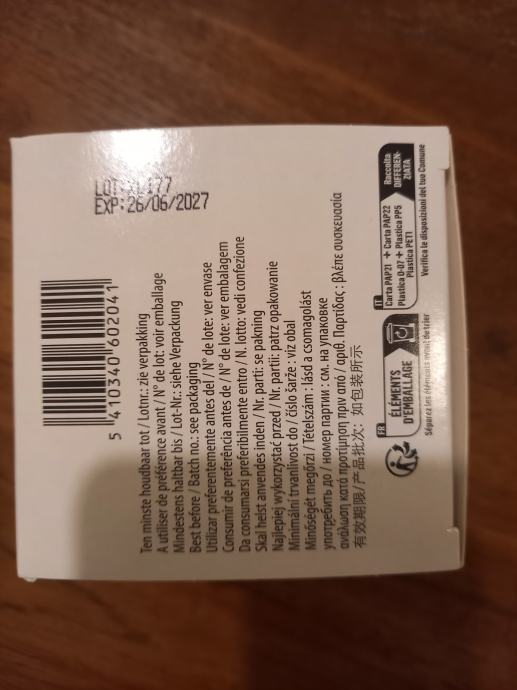 LOT:
EXP:26/06/2027
5 410340 602041
Ten minste houdbaar tot / Lotnr.: zie verpakking
A utiliser de préférence avant / N° de lot: voir emballage
Mindestens haltbar bis / Lot-Nr.: siehe Verpackung
Best before / Batch no.: see packaging
Utilizar preferentemente antes del / N° de lote: ver envase
Consumir de preferência antes de / N° de lote: ver embalagem
Da consumarsi preferibilmente entro / N. lotto: vedi confezione
Skal helst anvendes inden / Nr. parti: se pakning
Najlepiej wykorzystać przed / Nr. partii: patrz opakowanie
Minimální trvanlivost do / číslo šarže : viz obal
Minőségét megőrzi / Tételszám : lásd a csomagolást
употребить до / номер партии : см. на упаковке
ανάλωση κατά προτίμηση πριν από / αριθ. Παρτίδας : βλέπε συσκευασία
有效期限/产品批次: 如包装所示
FR
ÉLÉMENTS
D'EMBALLAGE
Séparez les éléments avant de trier
IT
Carta PAP21 + Carta PAP22
Plastica O-07 + Plastica PP5
Plastica PET1
Raccolta
DIFFEREN-
ZIATA
Verifica le disposizioni del tuo Comune